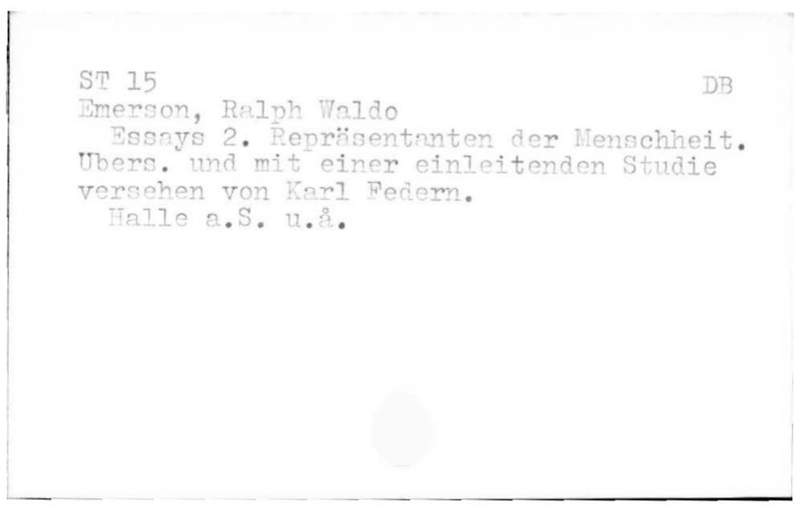 ST 15 DB
Emerson, Ralph Waldo
Essays 2. Repräsentanten der Menschheit.
Ubers. und mit einer einleitenden Studie
versehen von Karl Federn.
Halle a.S. u.å.